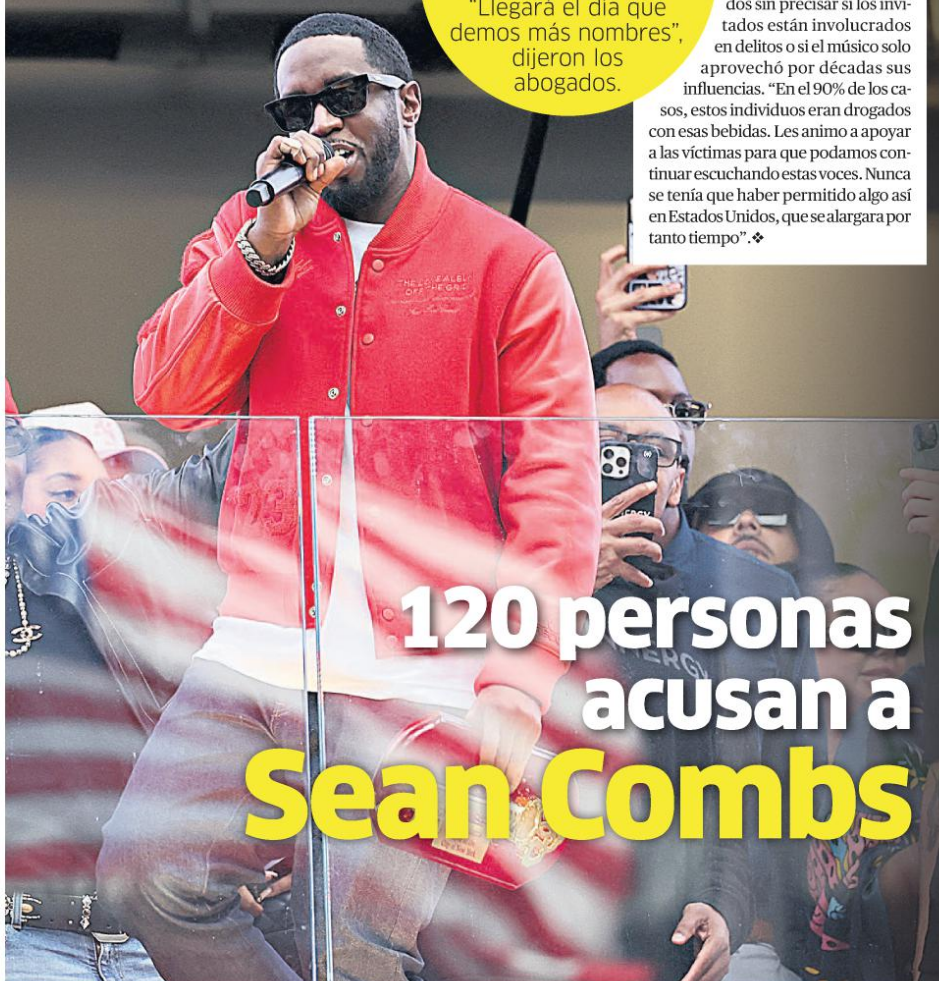 "Llegará el día que
demos más nombres",
dijeron los
abogados.
dos sin precisar si los invi-
tados están involucrados
en delitos o si el músico solo
aprovechó por décadas sus
influencias. “En el 90% de los ca-
sos, estos individuos eran drogados
con esas bebidas. Les animo a apoyar
a las víctimas para que podamos con-
tinuar escuchando estas voces. Nunca
se tenía que haber permitido algo así
en Estados Unidos, que se alargara por
tanto tiempo”.❖
120 personas
acusan a
Sean Combs